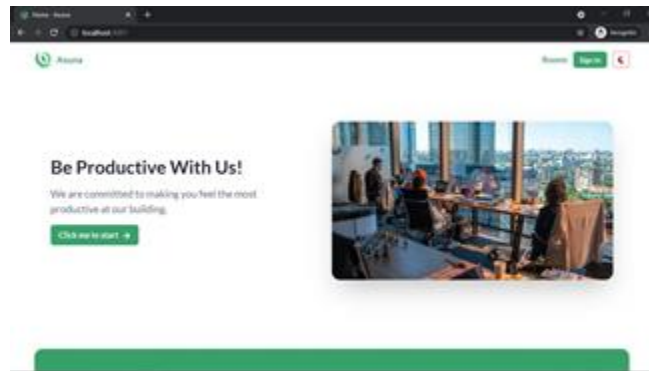 Home - Asuna
localhost
Incognito
Asuna
Rooms
Sign In
Be Productive With Us!
We are committed to making you feel the most
productive at our building.
Click me to start →